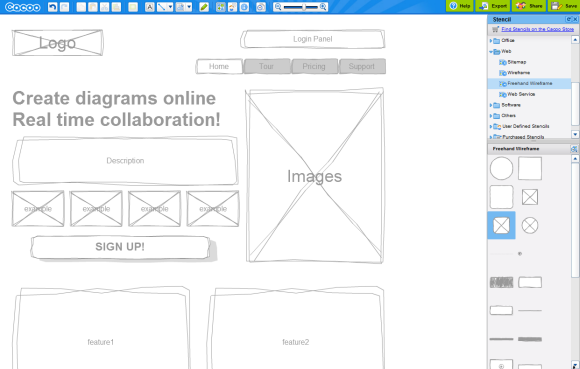 Cacoo
Help
Export
Share
Save
Stencil
Find Stencils on the Cacoo Store
Office
Web
Sitemap
Wireframe
Freehand Wireframe
Web Service
Software
Others
User Defined Stencils
Purchased Stencils
Freehand Wireframe
Logo
Login Panel
Home
Tour
Pricing
Support
Create diagrams online
Real time collaboration!
Description
Images
example
example
example
example
SIGN UP!
feature1
feature2